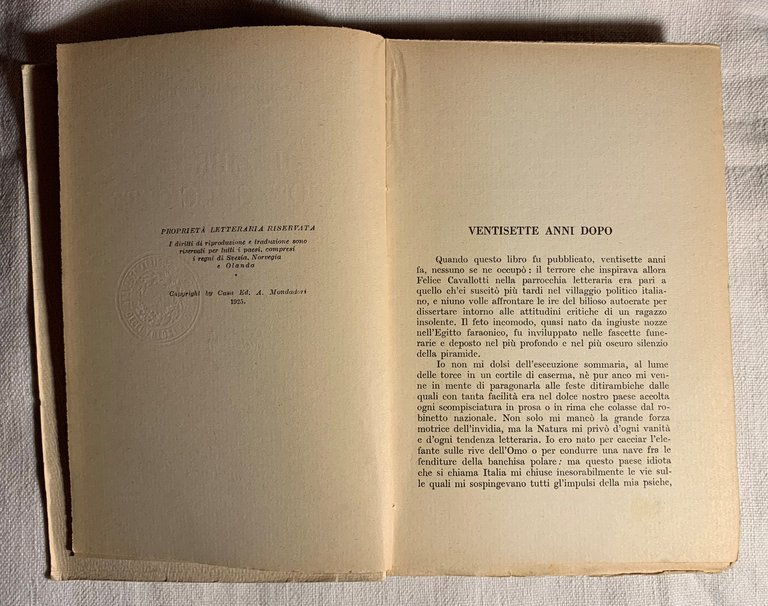 PROPRIETÀ LETTERARIA RISERVATA
I diritti di riproduzione e traduzione sono
riservati per tutti i paesi, compresi
i regni di Svezia, Norvegia
e Olanda
*
Copyright by Casa Ed. A. Mondadori
1925.
VENTISETTE ANNI DOPO
Quando questo libro fu pubblicato, ventisette anni
fa, nessuno se ne occupò: il terrore che inspirava allora
Felice Cavallotti nella parrocchia letteraria era pari a
quello ch'ei suscitò più tardi nel villaggio politico italia-
no, e niuno volle affrontare le ire del bilioso autocrate per
dissertare intorno alle attitudini critiche di un ragazzo
insolente. Il feto incomodo, quasi nato da ingiuste nozze
nell'Egitto faraonico, fu inviluppato nelle fascette fune-
rarie e deposto nel più profondo e nel più oscuro silenzio
della piramide.
Io non mi dolsi dell'esecuzione sommaria, al lume
delle torce in un cortile di caserma, nè pur anco mi ven-
ne in mente di paragonarla alle feste ditirambiche dalle
quali con tanta facilità era nel dolce nostro paese accolta
ogni scompisciatura in prosa o in rima che colasse dal ro-
binetto nazionale. Non solo mi mancò la grande forza
motrice dell'invidia, ma la Natura mi privò d'ogni vanità
e d'ogni tendenza letteraria. Io ero nato per cacciar l'ele-
fante sulle rive dell'Omo o per condurre una nave fra le
fenditure della banchisa polare: ma questo paese idiota
che si chiama Italia mi chiuse inesorabilmente le vie sul-
le quali mi sospingevano tutti gl'impulsi della mia psiche,